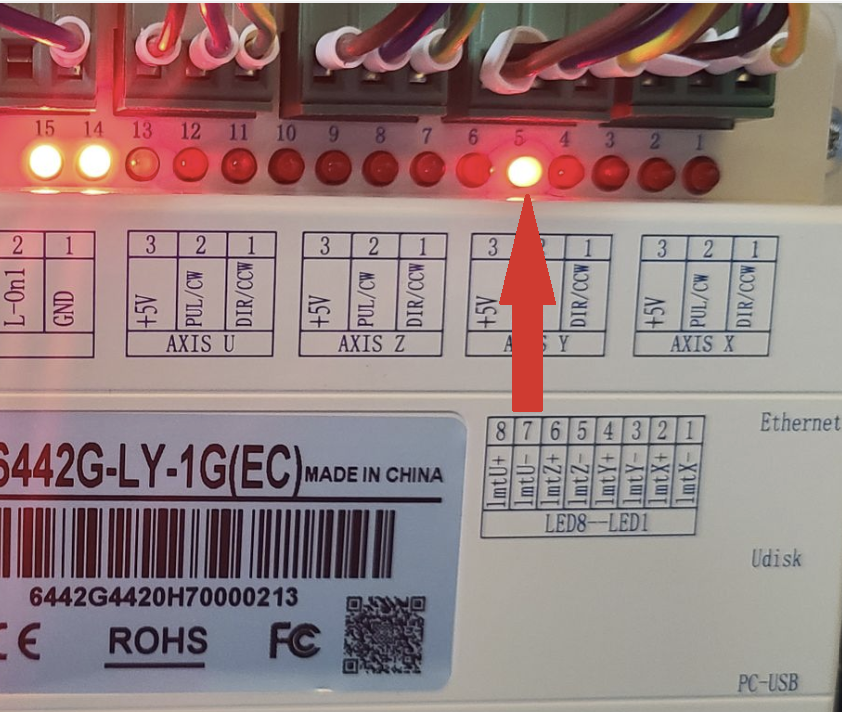 15 14 13 12 11 10 9 8 7 6 5 4 3 2 1
2 1
L-On1 GND
3 2 1
+5V PUL/CW DIR/CCW
AXIS U
3 2 1
+5V PUL/CW DIR/CCW
AXIS Z
3 2 1
+5V DIR/CCW
AXIS Y
3 2 1
+5V PUL/CW DIR/CCW
AXIS X
8 7 6 5 4 3 2 1
lmtU+ lmtU- lmtZ+ lmtZ- lmtY+ lmtY- lmtX+ lmtX-
LED8--LED1
Ethernet
Udisk
PC-USB
6442G-LY-1G(EC) MADE IN CHINA
6442G4420H70000213
CE ROHS FC